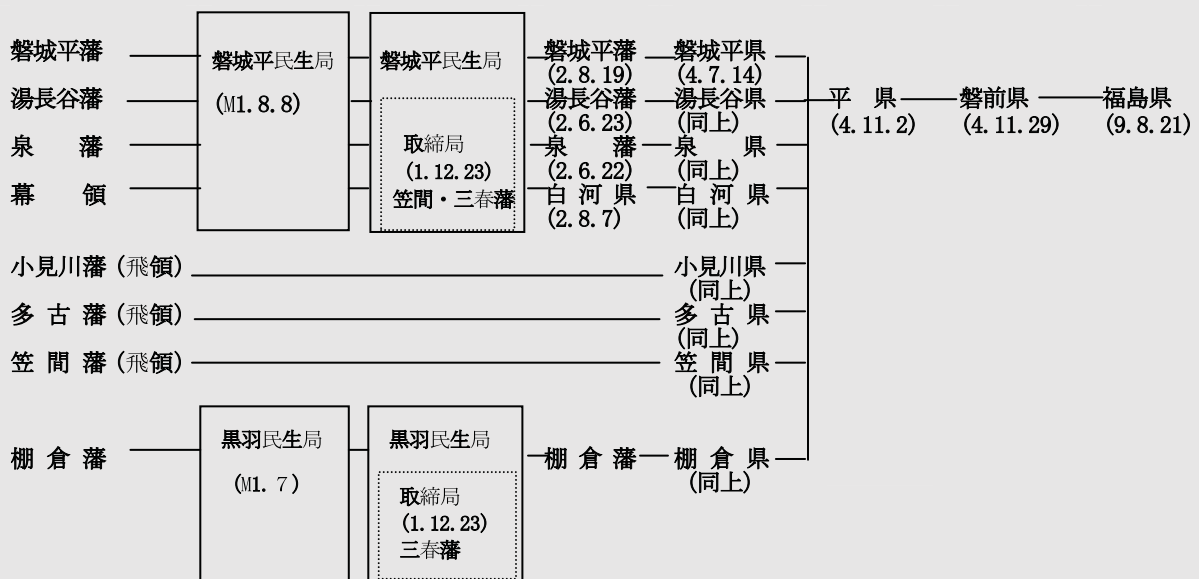 黒羽民生局
磐城平藩 磐城平民生局 磐城平民生局 磐城平藩 磐城平県
(2.8.19) (4.7.14)
湯長谷藩 (M1.8.8) 湯長谷藩 湯長谷県 平 県 磐前県 福島県
(2.6.23) (同上) (4.11.2) (4.11.29) (9.8.21)
泉 藩 取締局 泉 藩 泉 県
(1.12.23) (2.6.22) (同上)
幕 領 笠間・三春藩 白河県 白河県
(2.8.7) (同上)
小見川藩(飛領) 小見川県
(同上)
多古藩(飛領) 多古県
(同上)
笠間藩(飛領) 笠間県
(同上)
黒羽民生局 黒羽民生局
棚倉藩 棚倉藩 棚倉県
(M1.7) (同上)
取締局
(1.12.23)
三春藩